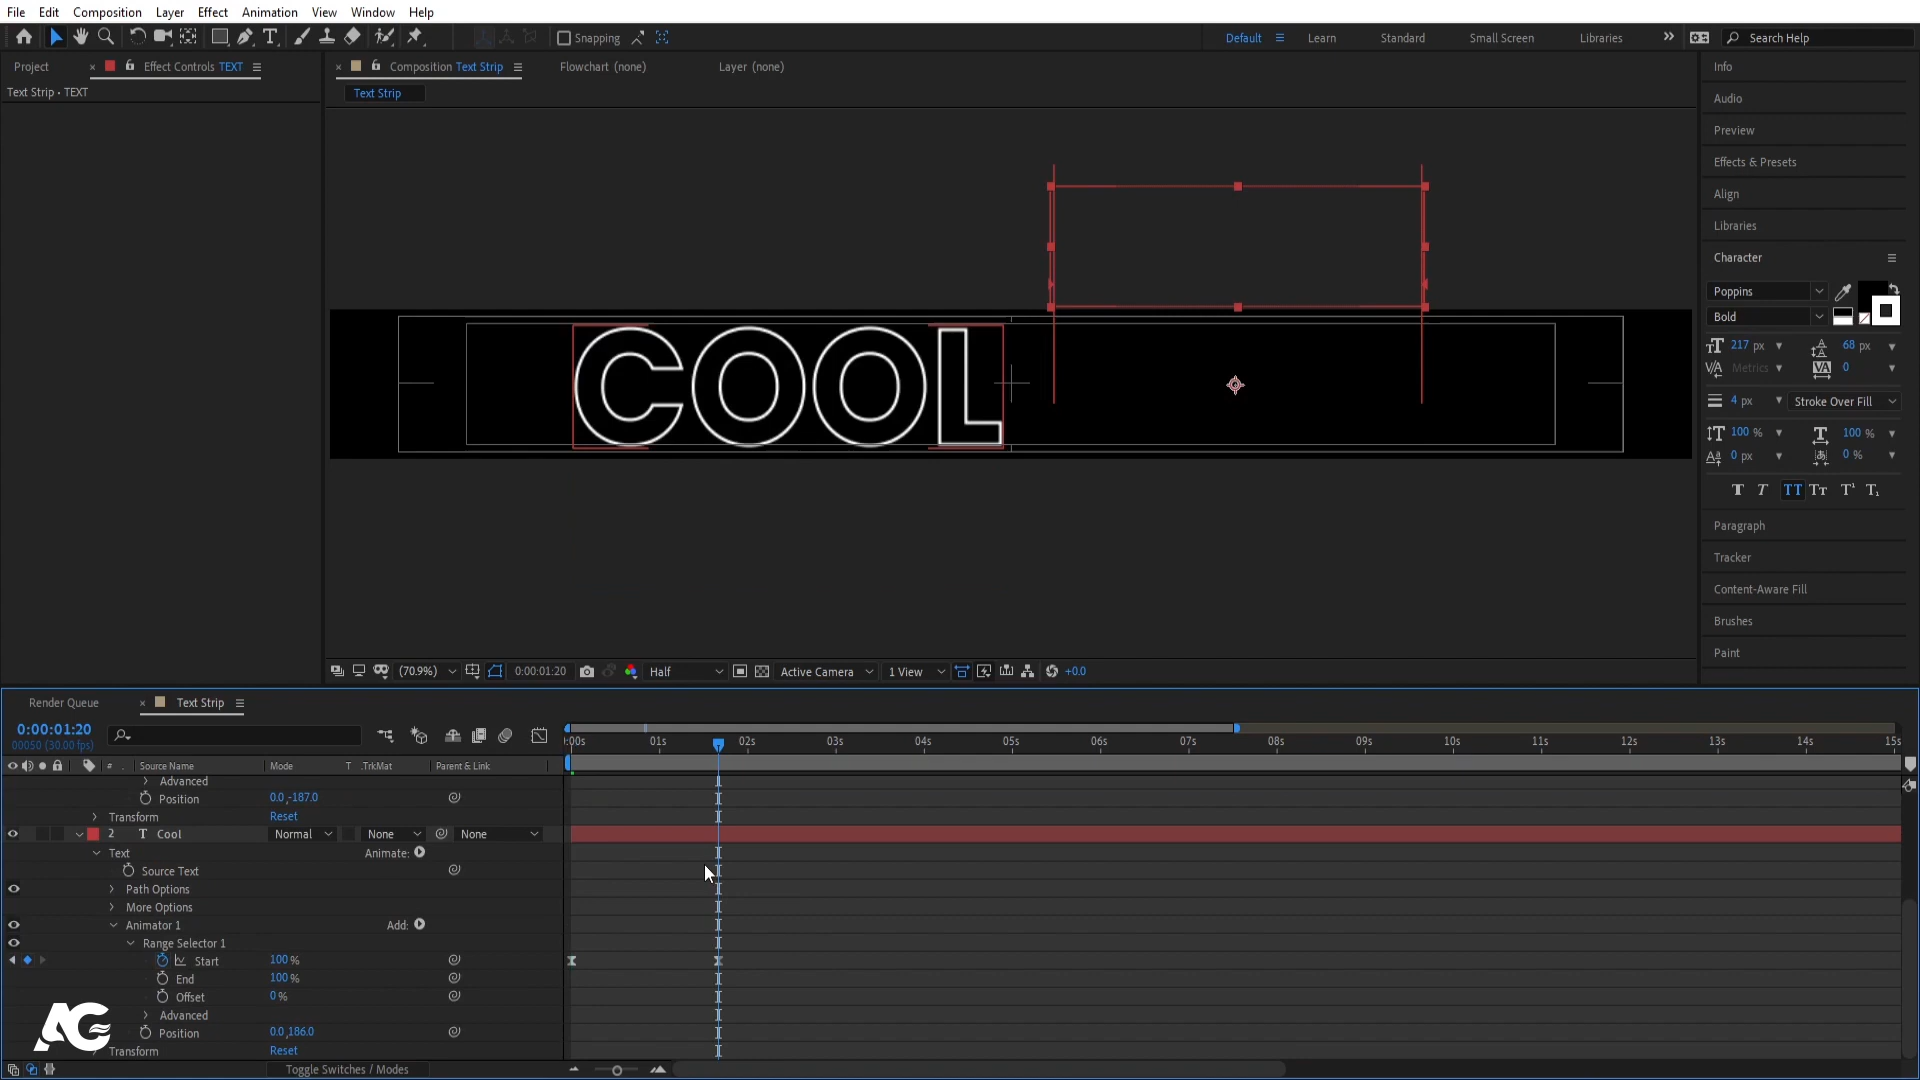 File Edit Composition Layer Effect Animation View Window Help
Snapping
Default Learn Standard Small Screen Libraries Search Help
Project Effect Controls TEXT
Text Strip • TEXT
Composition Text Strip Flowchart (none) Layer (none)
Text Strip
COOL
(70.9%) 0:00:01:20 Half Active Camera 1 View +0.0
Info
Audio
Preview
Effects & Presets
Align
Libraries
Character
Poppins
Bold
217 px 68 px
Metrics 0
4 px Stroke Over Fill
100 % 100 %
0 px 0 %
T T TT Tt T¹ T₁
Paragraph
Tracker
Content-Aware Fill
Brushes
Paint
Render Queue Text Strip
0:00:01:20
00050 (30.00 fps)
:00s 01s 02s 03s 04s 05s 06s 07s 08s 09s 10s 11s 12s 13s 14s 15s
# . Source Name Mode T .TrkMat Parent & Link
Advanced
Position 0.0,-187.0
Transform Reset
2 T Cool Normal None None
Text Animate:
Source Text
Path Options
More Options
Animator 1 Add:
Range Selector 1
Start 100 %
End 100 %
Offset 0 %
Advanced
Position 0.0,186.0
Transform Reset
Toggle Switches / Modes
AG